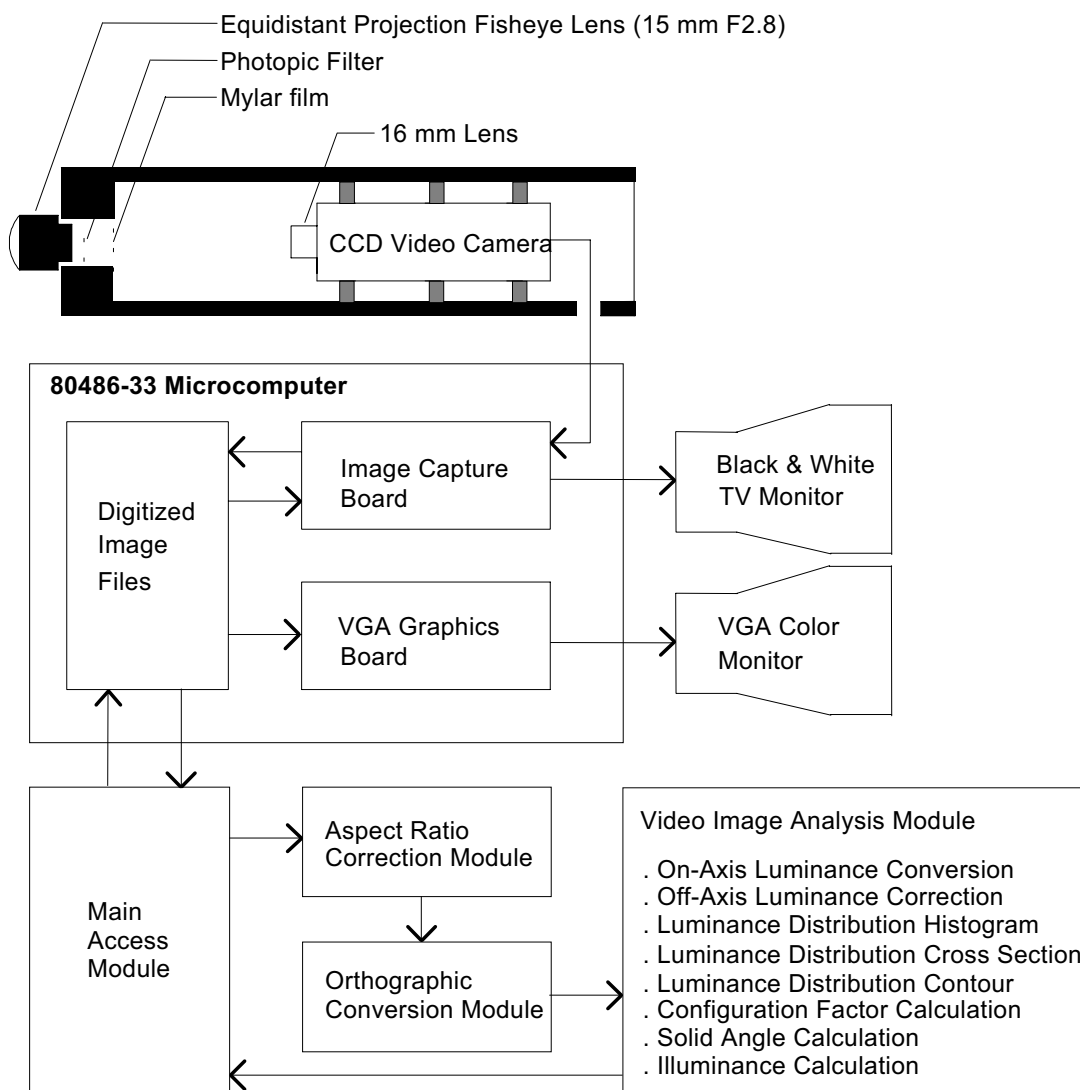 Equidistant Projection Fisheye Lens (15 mm F2.8)
Photopic Filter
Mylar film
16 mm Lens
CCD Video Camera
80486-33 Microcomputer
Digitized
Image
Files
Image Capture
Board
Black & White
TV Monitor
VGA Graphics
Board
VGA Color
Monitor
Main
Access
Module
Aspect Ratio
Correction Module
Orthographic
Conversion Module
Video Image Analysis Module
. On-Axis Luminance Conversion
. Off-Axis Luminance Correction
. Luminance Distribution Histogram
. Luminance Distribution Cross Section
. Luminance Distribution Contour
. Configuration Factor Calculation
. Solid Angle Calculation
. Illuminance Calculation